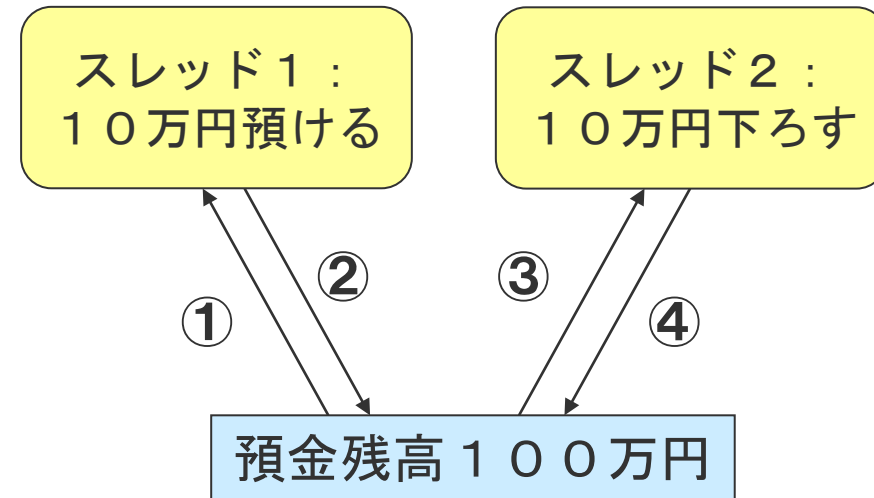 スレッド１：
１０万円預ける
スレッド２：
１０万円下ろす
②
③
①
④
預金残高１００万円